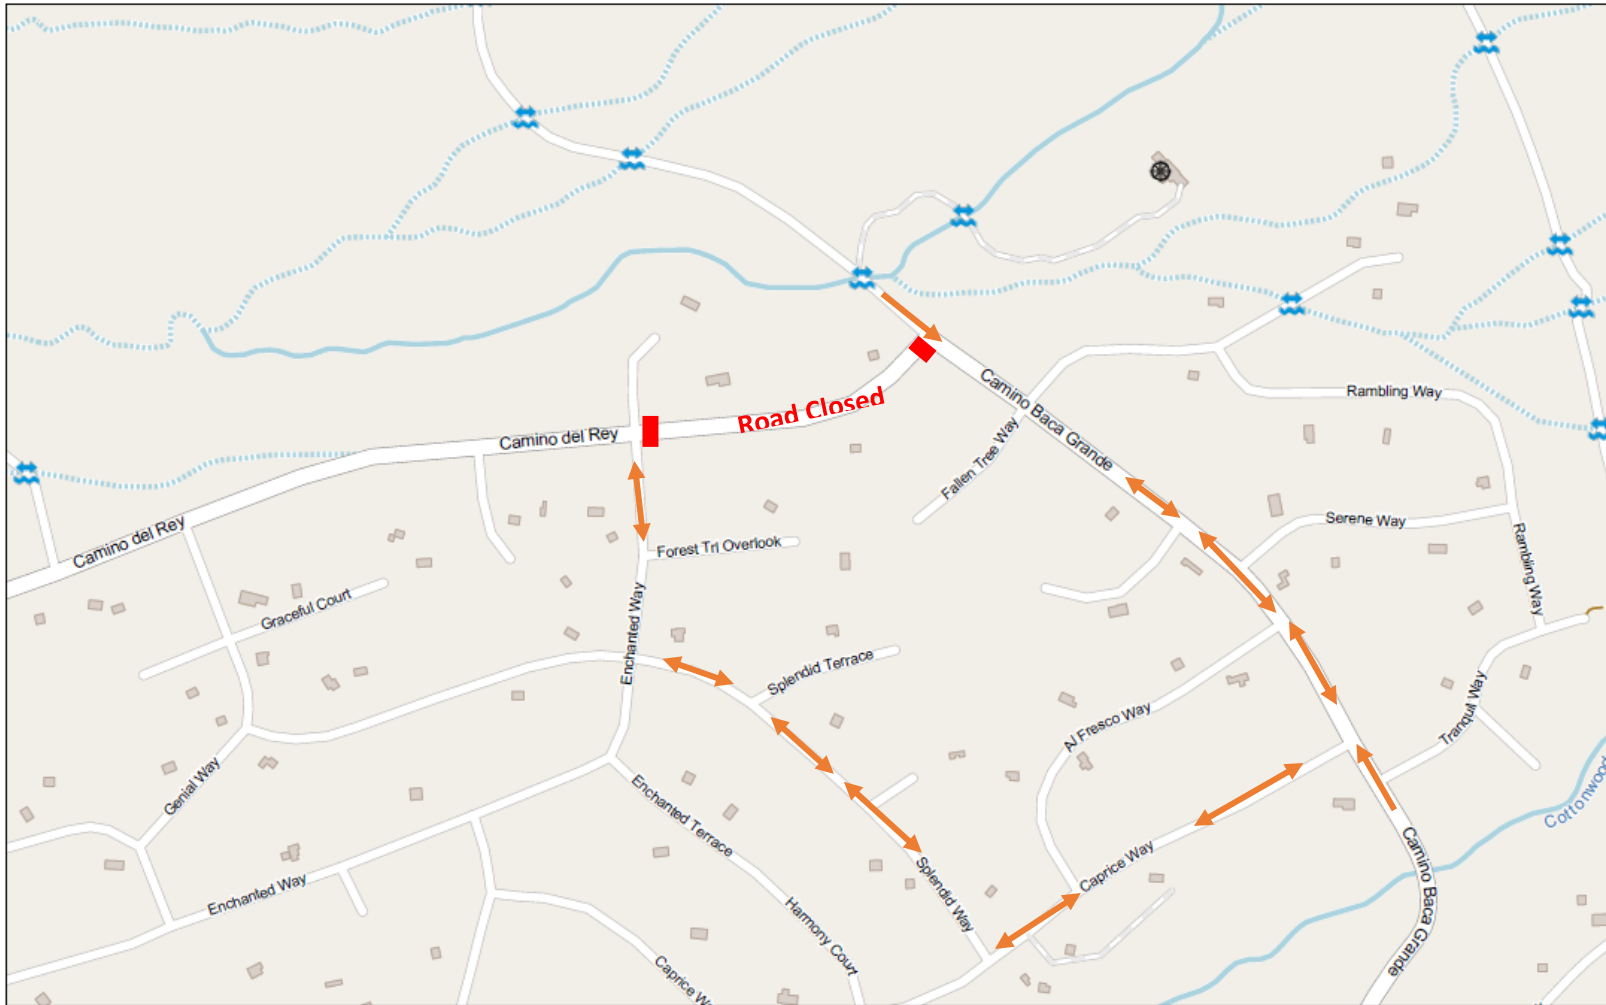 Camino Baca Grande
Rambling Way
Road Closed
Camino del Rey
Fallen Tree Way
Serene Way
Camino del Rey
Forest Trl Overlook
Rambling Way
Graceful Court
Enchanted Way
Splendid Terrace
Al Fresco Way
Tranquil Way
Genial Way
Enchanted Terrace
Cottonwood
Caprice Way
Camino Baca Grande
Enchanted Way
Splendid Way
Harmony Court
Caprice W